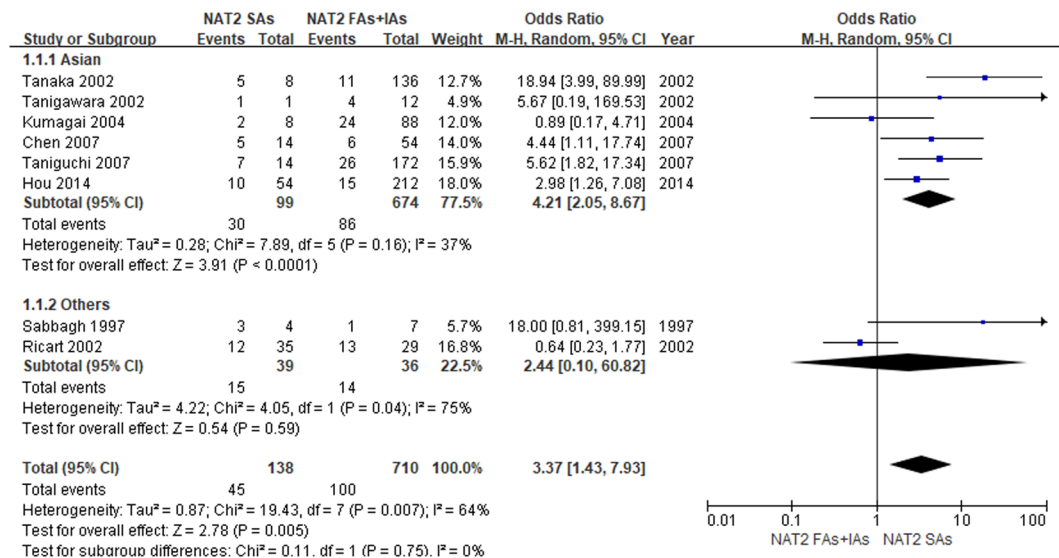 NAT2 SAs NAT2 FAs+IAs Odds Ratio Odds Ratio
Study or Subgroup Events Total Events Total Weight M-H, Random, 95% CI Year M-H, Random, 95% CI
1.1.1 Asian
Tanaka 2002 5 8 11 136 12.7% 18.94 [3.99, 89.99] 2002
Tanigawara 2002 1 1 4 12 4.9% 5.67 [0.19, 169.53] 2002
Kumagai 2004 2 8 24 88 12.0% 0.89 [0.17, 4.71] 2004
Chen 2007 5 14 6 54 14.0% 4.44 [1.11, 17.74] 2007
Taniguchi 2007 7 14 26 172 15.9% 5.62 [1.82, 17.34] 2007
Hou 2014 10 54 15 212 18.0% 2.98 [1.26, 7.08] 2014
Subtotal (95% CI) 99 674 77.5% 4.21 [2.05, 8.67]
Total events 30 86
Heterogeneity: Tau² = 0.28; Chi² = 7.89, df = 5 (P = 0.16); I² = 37%
Test for overall effect: Z = 3.91 (P < 0.0001)
1.1.2 Others
Sabbagh 1997 3 4 1 7 5.7% 18.00 [0.81, 399.15] 1997
Ricart 2002 12 35 13 29 16.8% 0.64 [0.23, 1.77] 2002
Subtotal (95% CI) 39 36 22.5% 2.44 [0.10, 60.82]
Total events 15 14
Heterogeneity: Tau² = 4.22; Chi² = 4.05, df = 1 (P = 0.04); I² = 75%
Test for overall effect: Z = 0.54 (P = 0.59)
Total (95% CI) 138 710 100.0% 3.37 [1.43, 7.93]
Total events 45 100
Heterogeneity: Tau² = 0.87; Chi² = 19.43, df = 7 (P = 0.007); I² = 64%
Test for overall effect: Z = 2.78 (P = 0.005)
Test for subgroup differences: Chi² = 0.11, df = 1 (P = 0.75), I² = 0%
0.01 0.1 1 10 100
NAT2 FAs+IAs NAT2 SAs